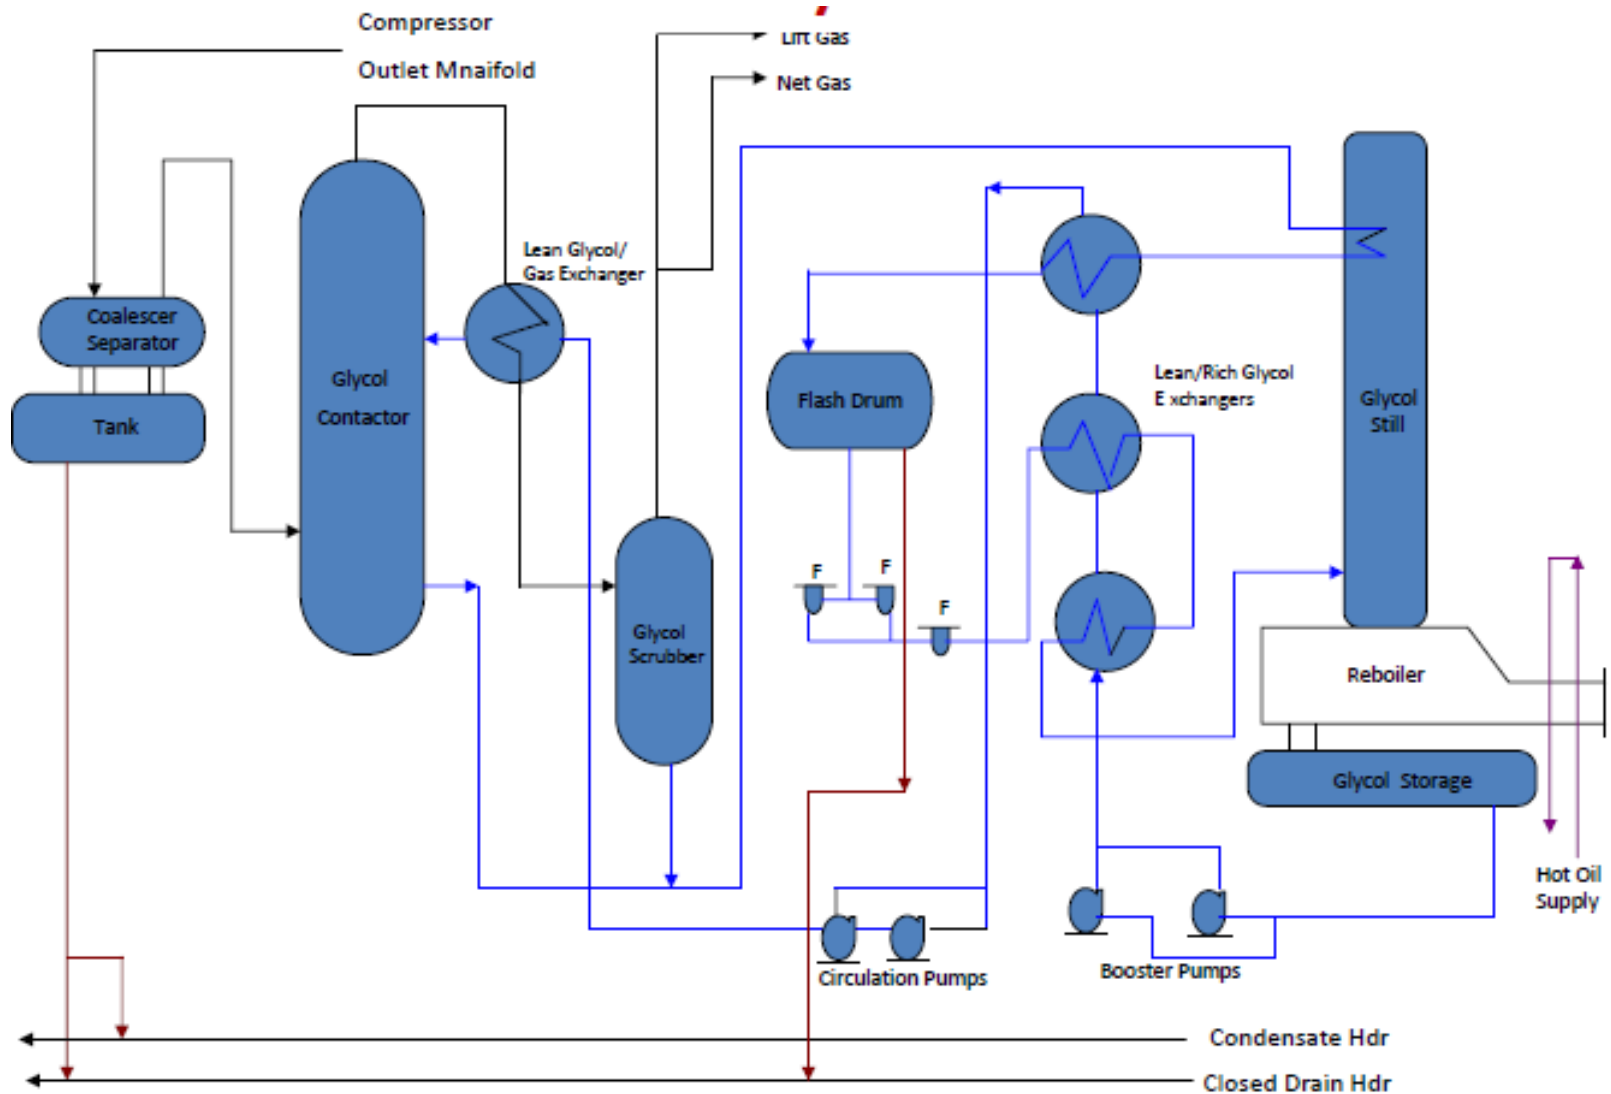 Compressor
Outlet Mnaifold
Lift Gas
Net Gas
Lean Glycol/
Gas Exchanger
Coalescer
Separator
Tank
Glycol
Contactor
Flash Drum
Lean/Rich Glycol
E xchangers
Glycol
Still
F
F
F
Glycol
Scrubber
Reboiler
Glycol Storage
Hot Oil
Supply
Circulation Pumps
Booster Pumps
Condensate Hdr
Closed Drain Hdr